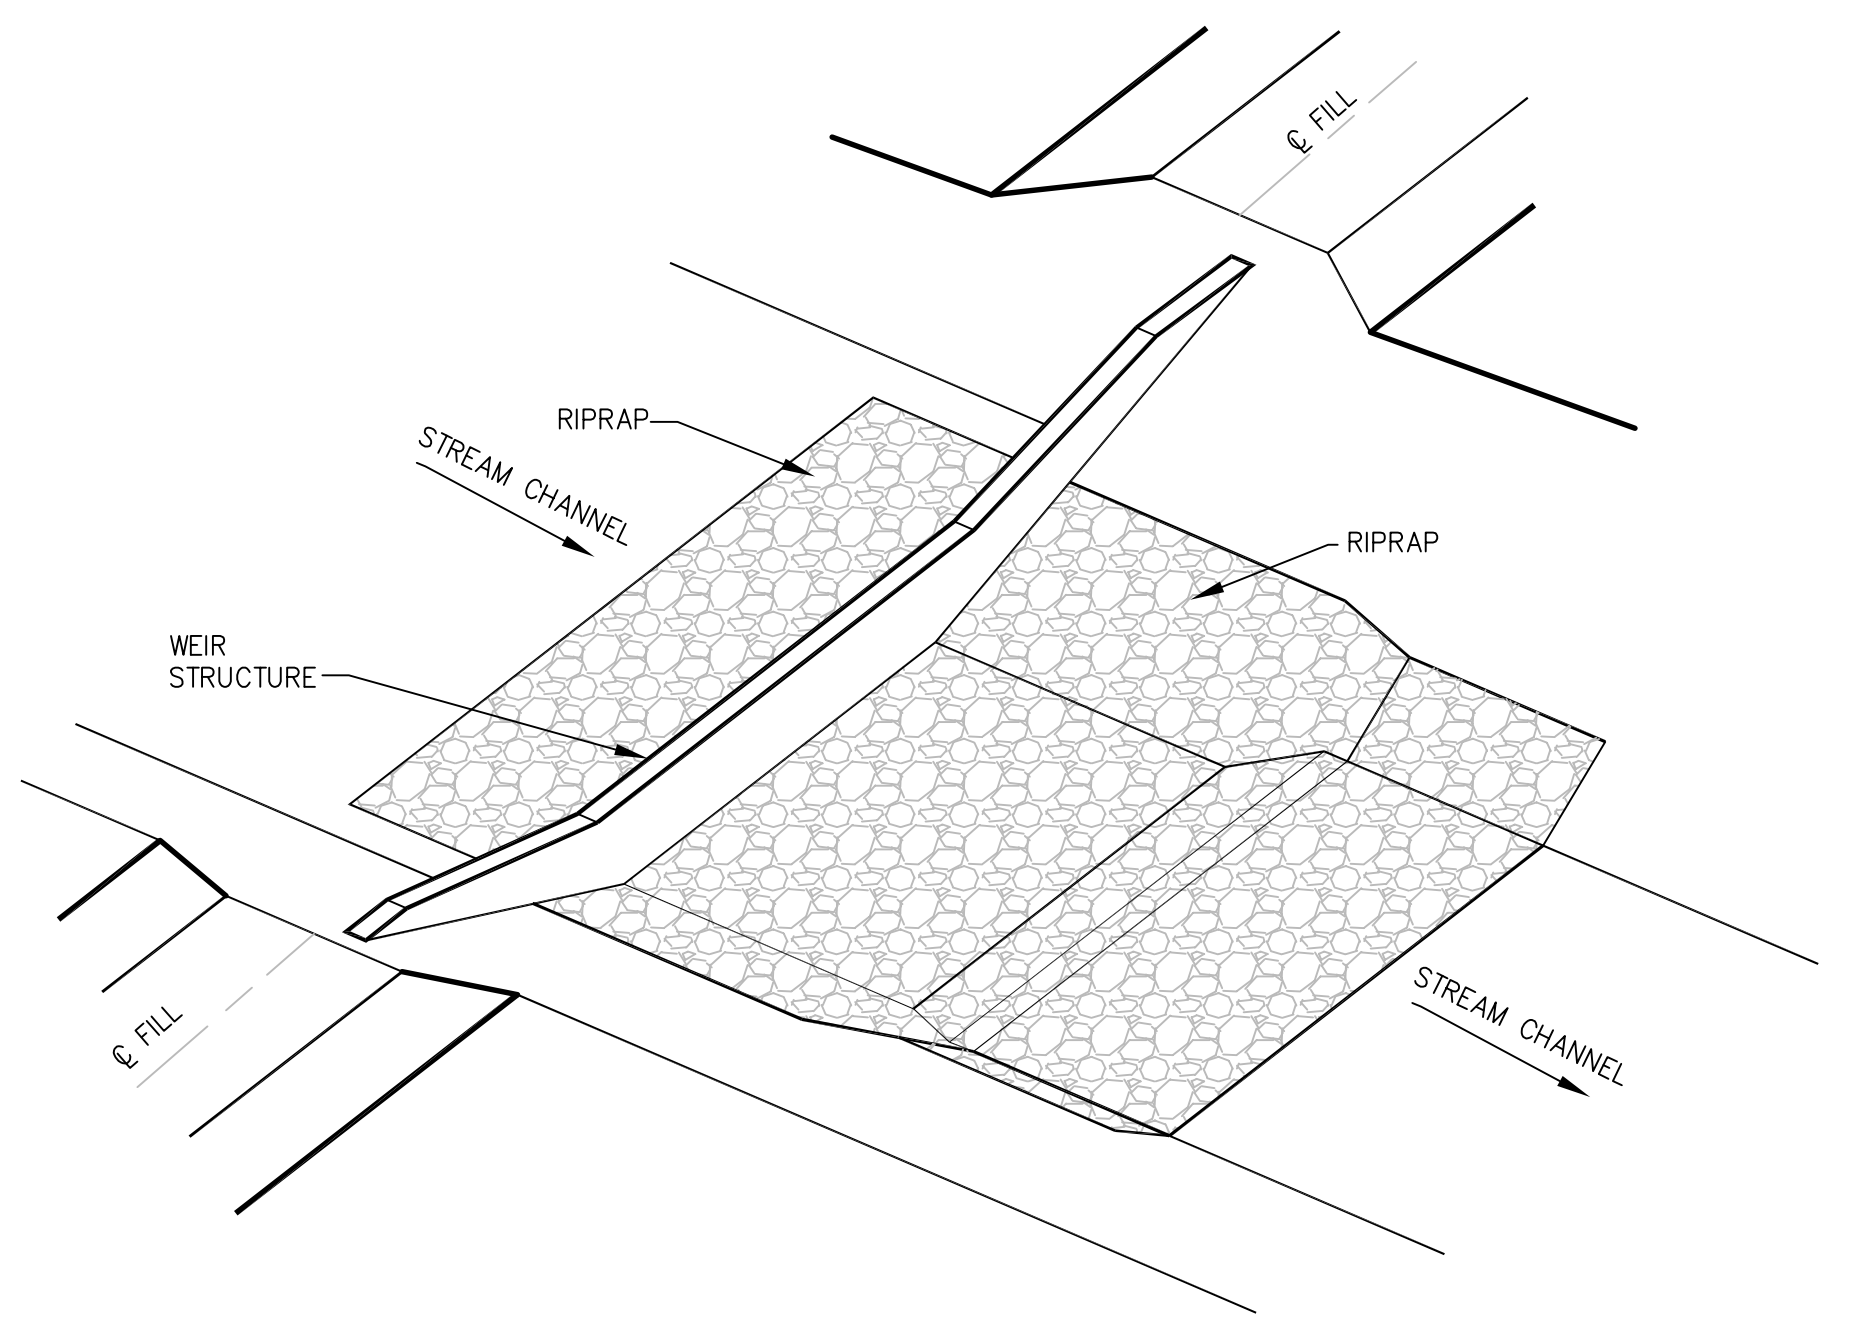 ℄ FILL
RIPRAP
STREAM CHANNEL
RIPRAP
WEIR
STRUCTURE
STREAM CHANNEL
℄ FILL